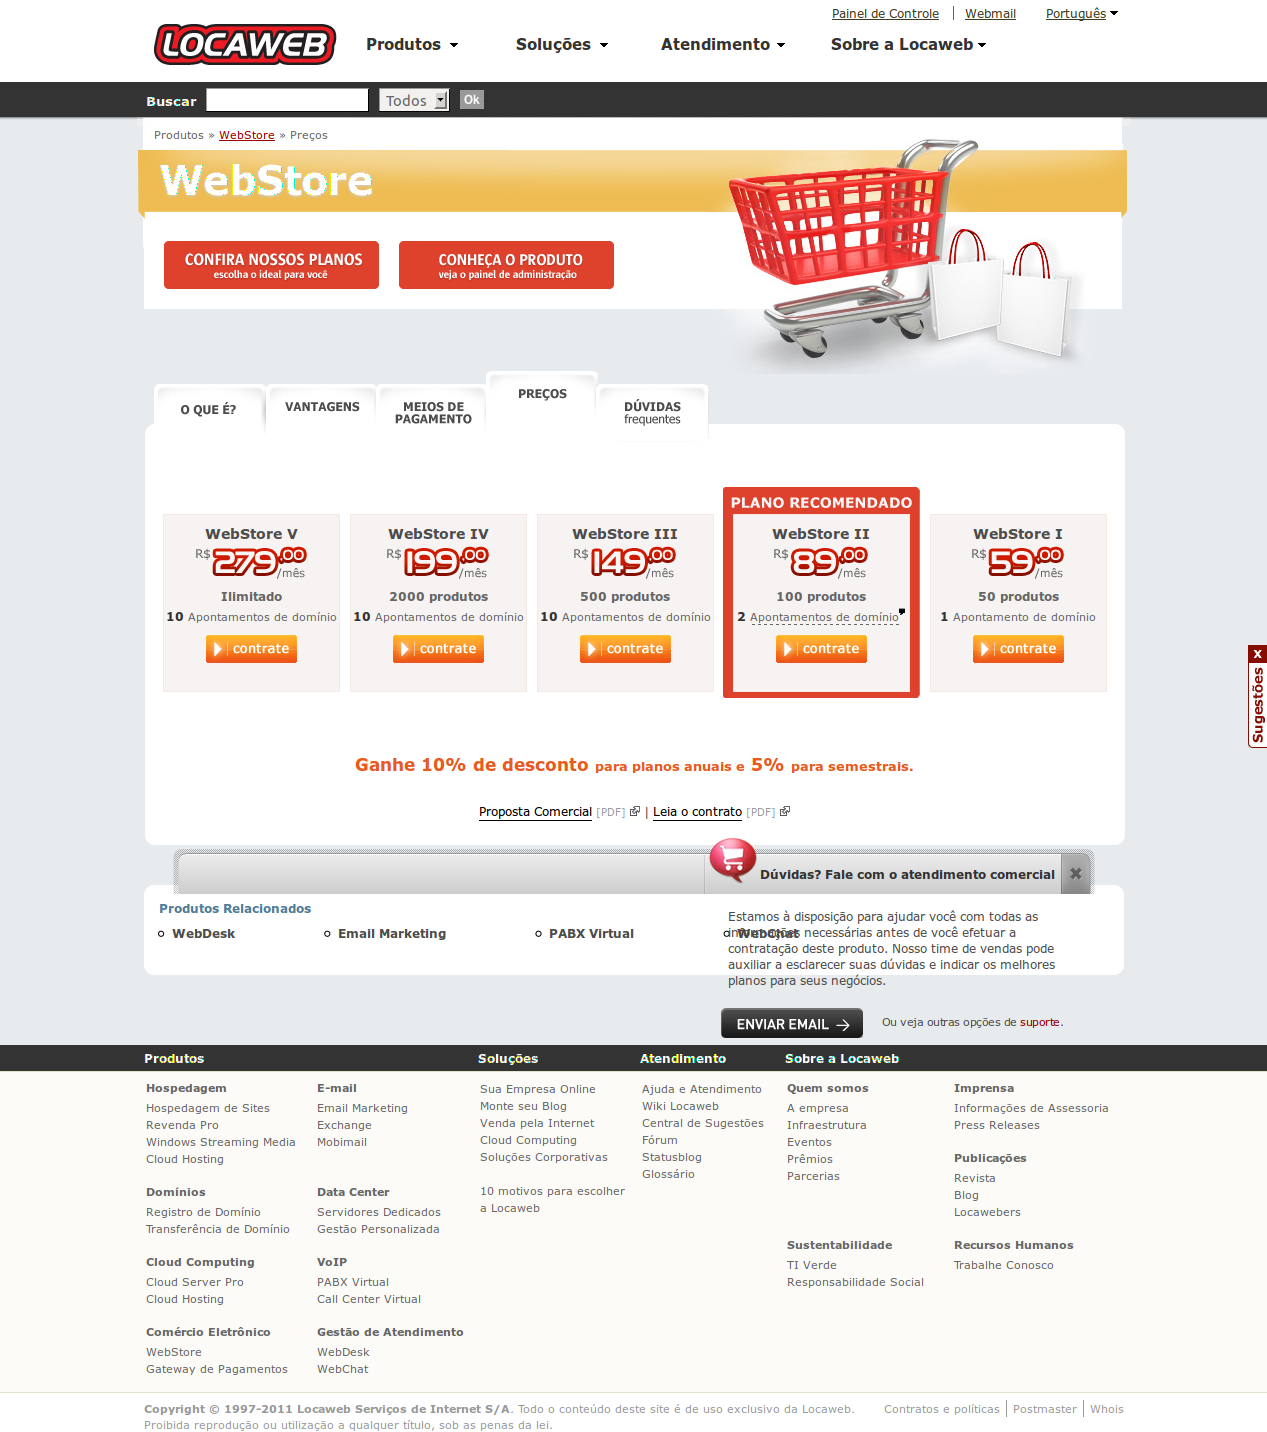 Painel de Controle | Webmail Português
LOCAWEB Produtos Soluções Atendimento Sobre a Locaweb
Buscar Todos Ok
Produtos » WebStore » Preços
WebStore
CONFIRA NOSSOS PLANOS
escolha o ideal para você
CONHEÇA O PRODUTO
veja o painel de administração
O QUE É?
VANTAGENS
MEIOS DE
PAGAMENTO
PREÇOS
DÚVIDAS
frequentes
WebStore V
R$ 279,00
/mês
Ilimitado
10 Apontamentos de domínio
contrate
WebStore IV
R$ 199,00
/mês
2000 produtos
10 Apontamentos de domínio
contrate
WebStore III
R$ 149,00
/mês
500 produtos
10 Apontamentos de domínio
contrate
PLANO RECOMENDADO
WebStore II
R$ 89,00
/mês
100 produtos
2 Apontamentos de domínio
contrate
WebStore I
R$ 59,00
/mês
50 produtos
1 Apontamento de domínio
contrate
x
Sugestões
Ganhe 10% de desconto para planos anuais e 5% para semestrais.
Proposta Comercial [PDF] | Leia o contrato [PDF]
Dúvidas? Fale com o atendimento comercial
Produtos Relacionados
WebDesk Email Marketing PABX Virtual WebChat
Estamos à disposição para ajudar você com todas as
informações necessárias antes de você efetuar a
contratação deste produto. Nosso time de vendas pode
auxiliar a esclarecer suas dúvidas e indicar os melhores
planos para seus negócios.
ENVIAR EMAIL Ou veja outras opções de suporte.
Produtos Soluções Atendimento Sobre a Locaweb
Hospedagem
Hospedagem de Sites
Revenda Pro
Windows Streaming Media
Cloud Hosting
Domínios
Registro de Domínio
Transferência de Domínio
Cloud Computing
Cloud Server Pro
Cloud Hosting
Comércio Eletrônico
WebStore
Gateway de Pagamentos
E-mail
Email Marketing
Exchange
Mobimail
Data Center
Servidores Dedicados
Gestão Personalizada
VoIP
PABX Virtual
Call Center Virtual
Gestão de Atendimento
WebDesk
WebChat
Sua Empresa Online
Monte seu Blog
Venda pela Internet
Cloud Computing
Soluções Corporativas
10 motivos para escolher
a Locaweb
Ajuda e Atendimento
Wiki Locaweb
Central de Sugestões
Fórum
Statusblog
Glossário
Quem somos
A empresa
Infraestrutura
Eventos
Prêmios
Parcerias
Sustentabilidade
TI Verde
Responsabilidade Social
Imprensa
Informações de Assessoria
Press Releases
Publicações
Revista
Blog
Locawebers
Recursos Humanos
Trabalhe Conosco
Copyright © 1997-2011 Locaweb Serviços de Internet S/A. Todo o conteúdo deste site é de uso exclusivo da Locaweb.
Proibida reprodução ou utilização a qualquer título, sob as penas da lei.
Contratos e políticas | Postmaster | Whois